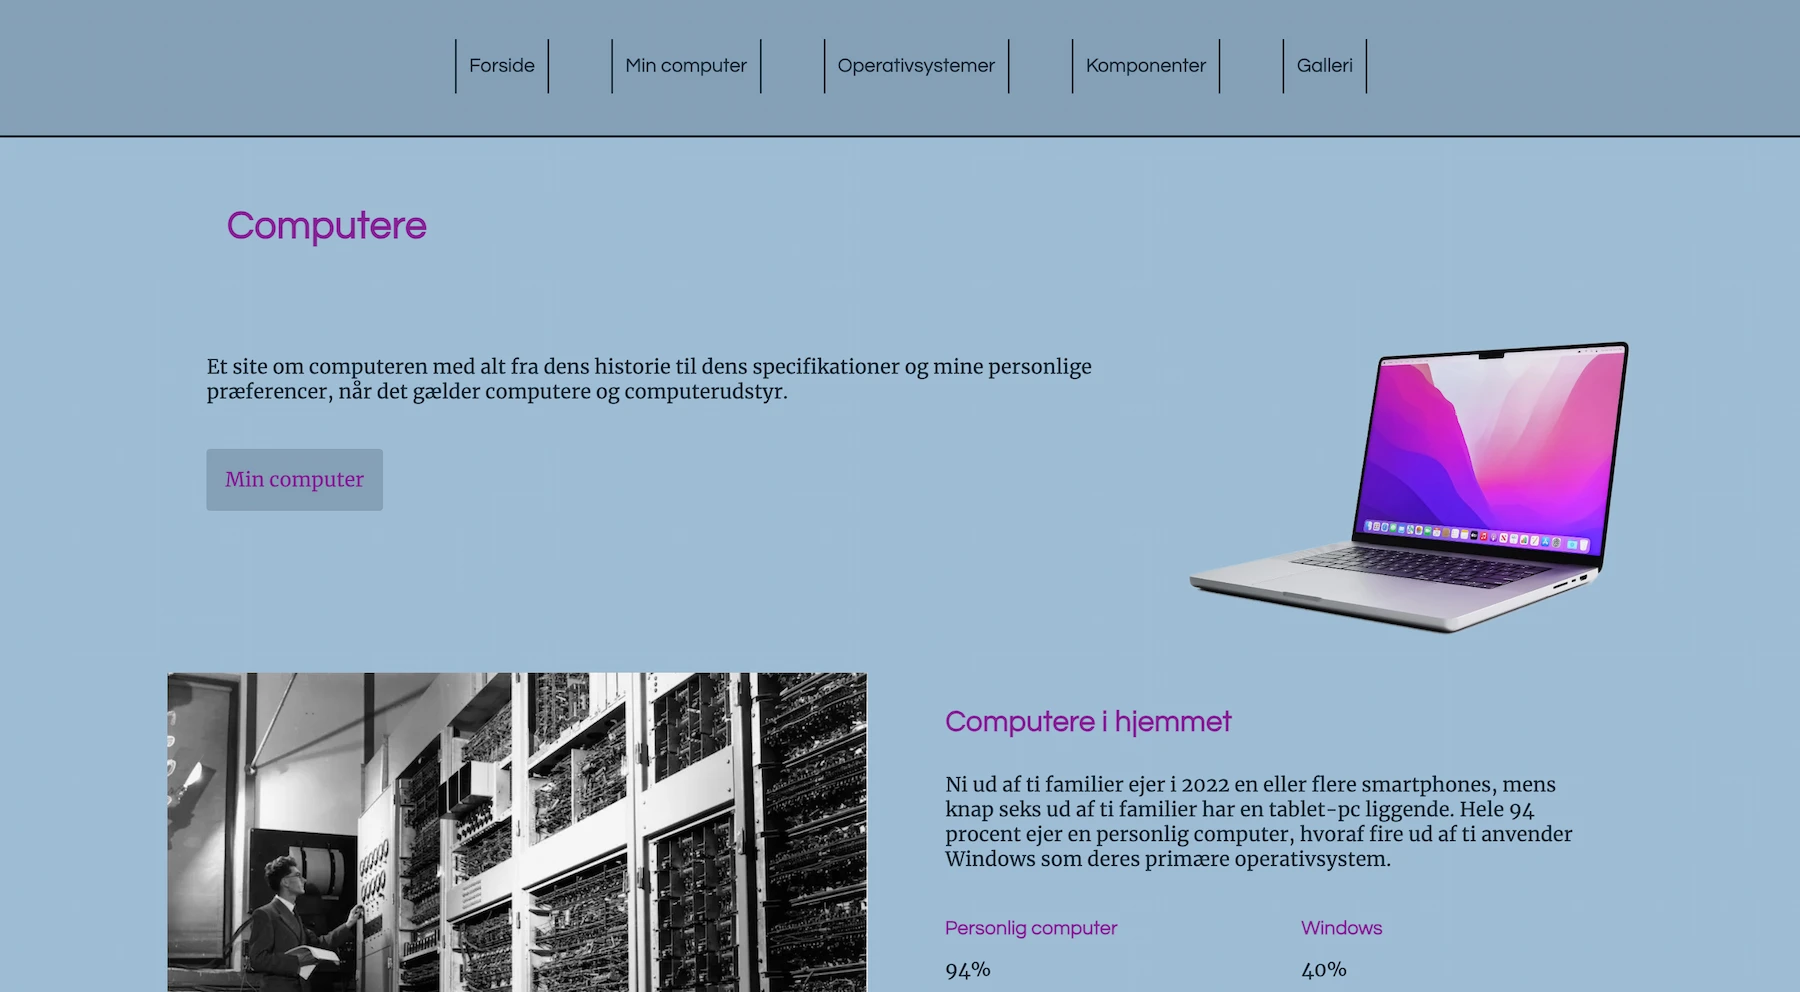 Forside
Min computer
Operativsystemer
Komponenter
Galleri
Computere
Et site om computeren med alt fra dens historie til dens specifikationer og mine personlige
præferencer, når det gælder computere og computerudstyr.
Min computer
Computere i hjemmet
Ni ud af ti familier ejer i 2022 en eller flere smartphones, mens
knap seks ud af ti familier har en tablet-pc liggende. Hele 94
procent ejer en personlig computer, hvoraf fire ud af ti anvender
Windows som deres primære operativsystem.
Personlig computer
Windows
94%
40%